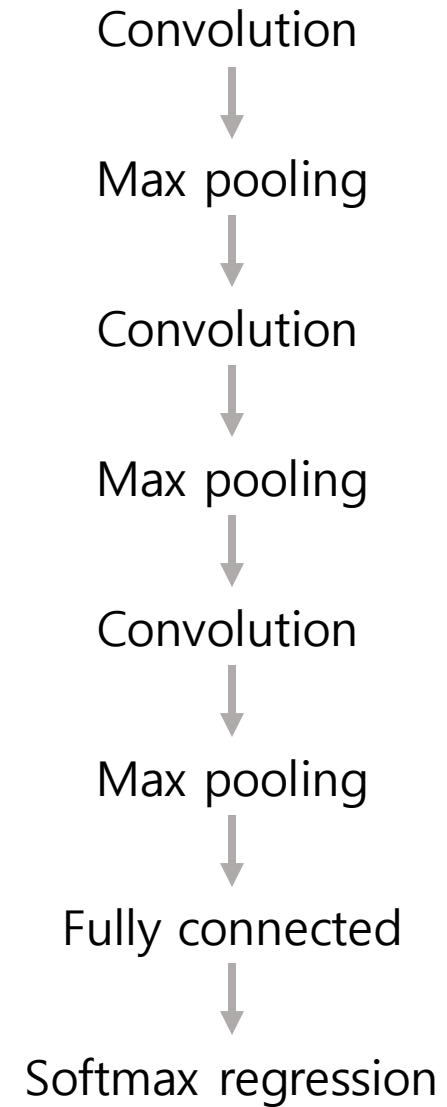 Convolution
Max pooling
Convolution
Max pooling
Convolution
Max pooling
Fully connected
Softmax regression